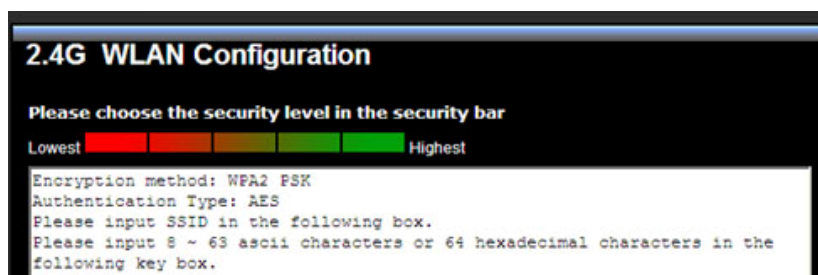 2.4G WLAN Configuration
Please choose the security level in the security bar
Lowest Highest
Encryption method: WPA2 PSK
Authentication Type: AES
Please input SSID in the following box.
Please input 8 ~ 63 ascii characters or 64 hexadecimal characters in the
following key box.